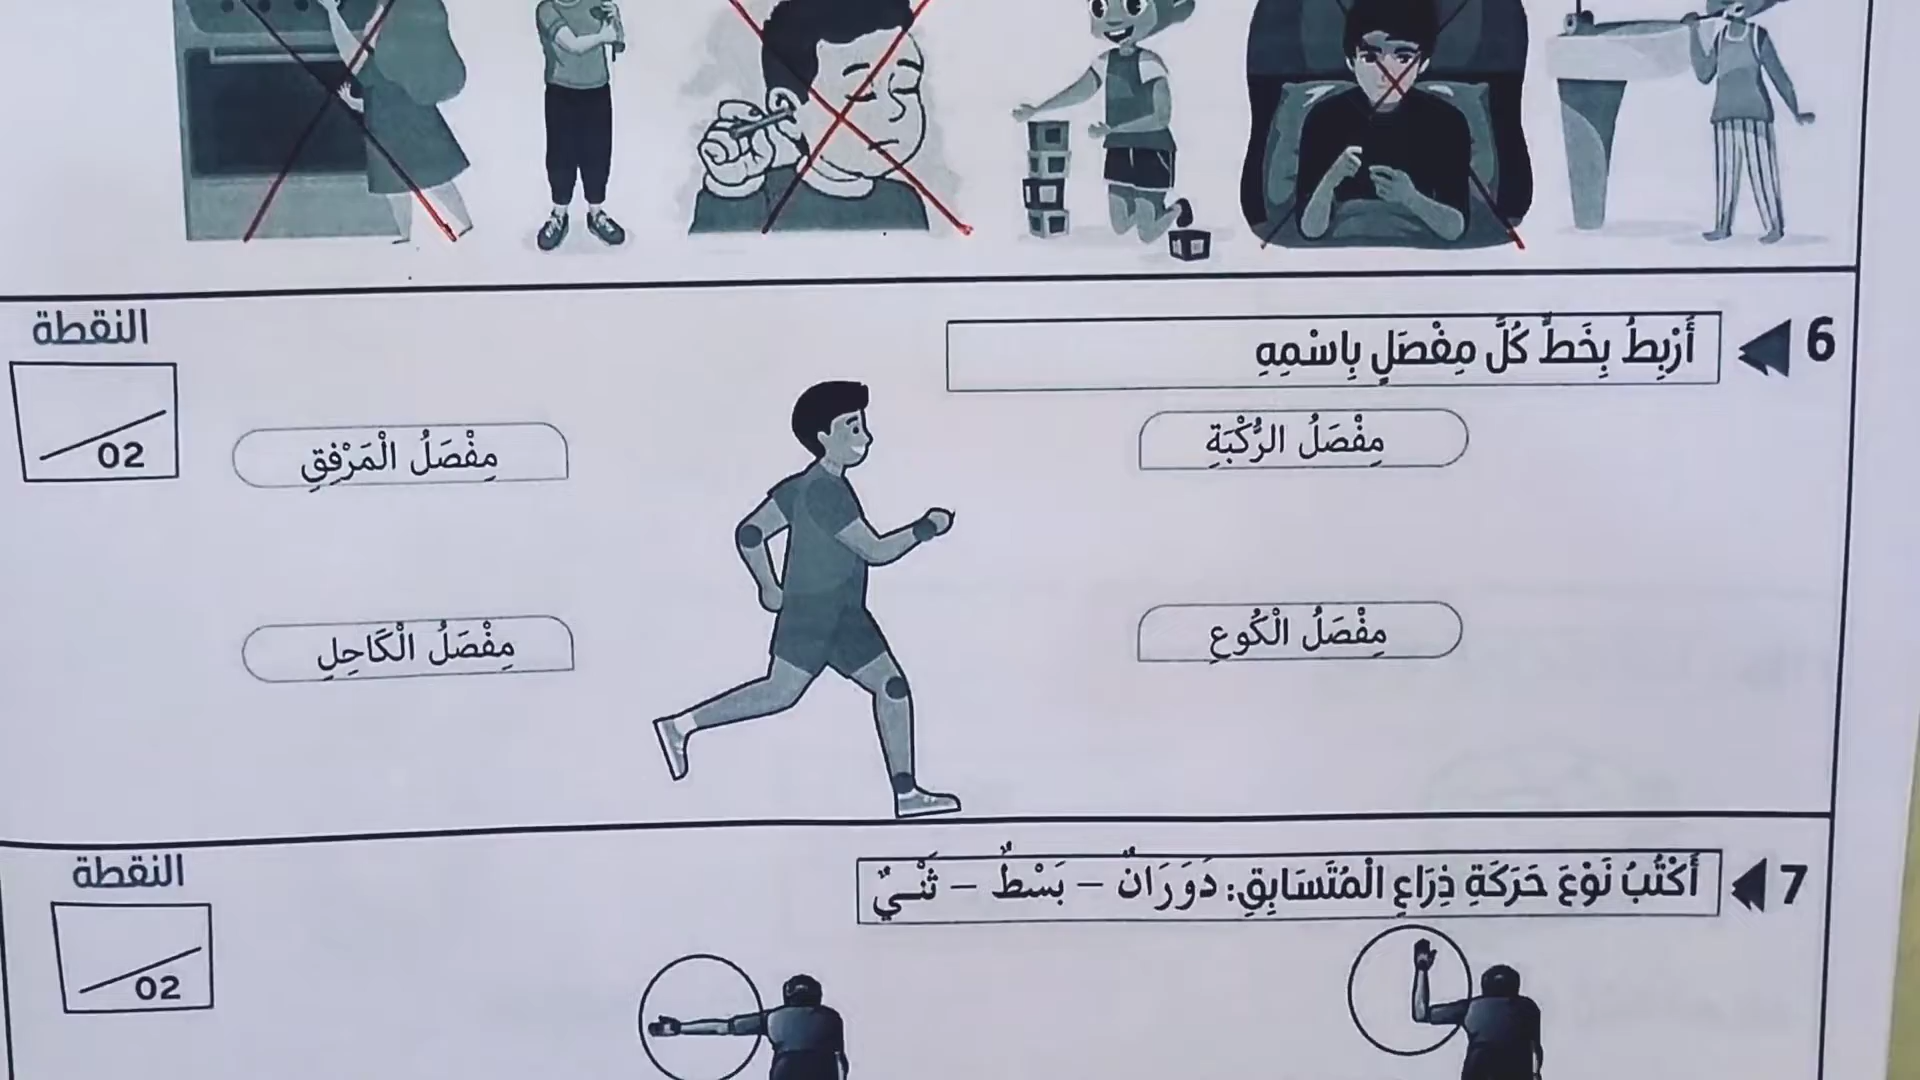 6 أَرْبِطُ بِخَطٍّ كُلَّ مِفْصَلٍ بِاسْمِهِ
النقطة
02
مِفْصَلُ الرُّكْبَةِ
مِفْصَلُ الْمَرْفِقِ
مِفْصَلُ الْكُوعِ
مِفْصَلُ الْكَاحِلِ
7 أَكْتُبُ نَوْعَ حَرَكَةِ ذِرَاعِ الْمُتَسَابِقِ: دَوَرَانٌ – بَسْطٌ – ثَنْيٌ
النقطة
02